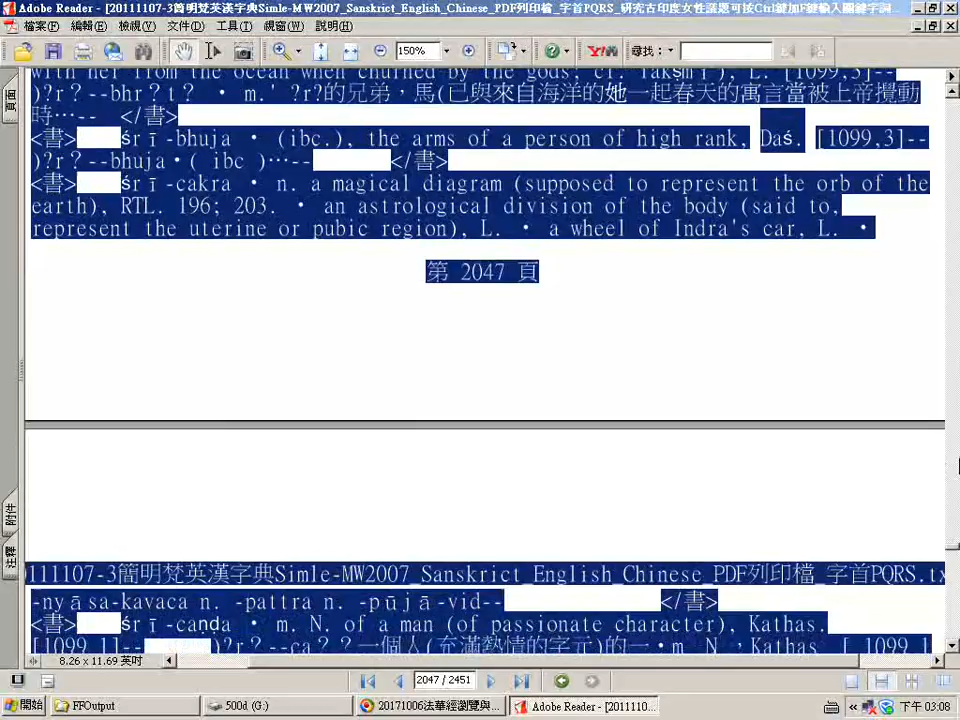 Adobe Reader - [20111107-3簡明梵英漢字典Simle-MW2007_Sanskrict_English_Chinese_PDF列印檔_字首PQRS_研究古印度女性議題可按Ctrl鍵加F鍵輸入關鍵字詞
檔案(F) 編輯(E) 檢視(V) 文件(D) 工具(T) 視窗(W) 說明(H)
150% Y! 尋找:
頁面
with her from the ocean when churned by the gods; cf. lakṣmī), L. [1099,3]--
)?r？--bhr？t？ • m.' ?r?的兄弟，馬(已與來自海洋的她一起春天的寓言當被上帝攪動
時…-- </書>
<書> śrī-bhuja • (ibc.), the arms of a person of high rank, Daś. [1099,3]--
)?r？--bhuja•( ibc )…-- </書>
<書> śrī-cakra • n. a magical diagram (supposed to represent the orb of the
earth), RTL. 196; 203. • an astrological division of the body (said to,
represent the uterine or pubic region), L. • a wheel of Indra's car, L. •
第 2047 頁
附件
注釋
111107-3簡明梵英漢字典Simle-MW2007_Sanskrict_English_Chinese_PDF列印檔_字首PQRS.tx
-nyāsa-kavaca n. -pattra n. -pūjā-vid-- </書>
<書> śrī-caṇḍa • m. N. of a man (of passionate character), Kathas.
[1099,1]-- )?r？--ca？？一個人(充滿熱情的字元)的一•m N ，Kathas [ 1099,1
8.26 x 11.69 英吋
2047 / 2451
開始 FFOutput 500d (G:) 20171006法華經瀏覽與... Adobe Reader - [2011110... 下午 03:08